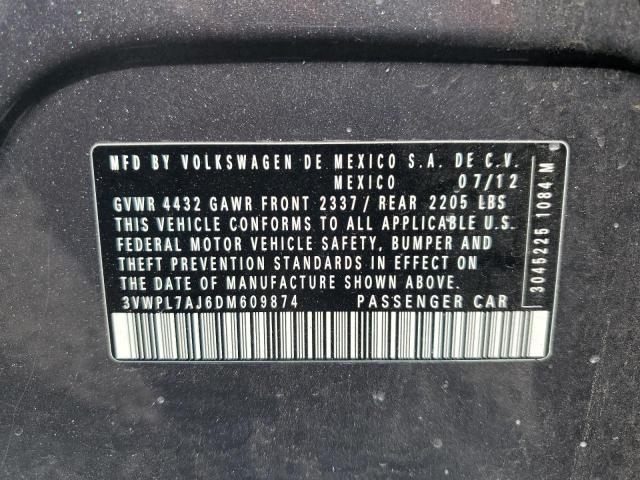 MFD BY VOLKSWAGEN DE MEXICO S.A. DE C.V.
MEXICO 07/12
GVWR 4432 GAWR FRONT 2337/ REAR 2205 LBS
THIS VEHICLE CONFORMS TO ALL APPLICABLE U.S.
FEDERAL MOTOR VEHICLE SAFETY, BUMPER AND
THEFT PREVENTION STANDARDS IN EFFECT ON
THE DATE OF MANUFACTURE SHOWN ABOVE.
3VWPL7AJ6DM609874 PASSENGER CAR
3045225 1084 M